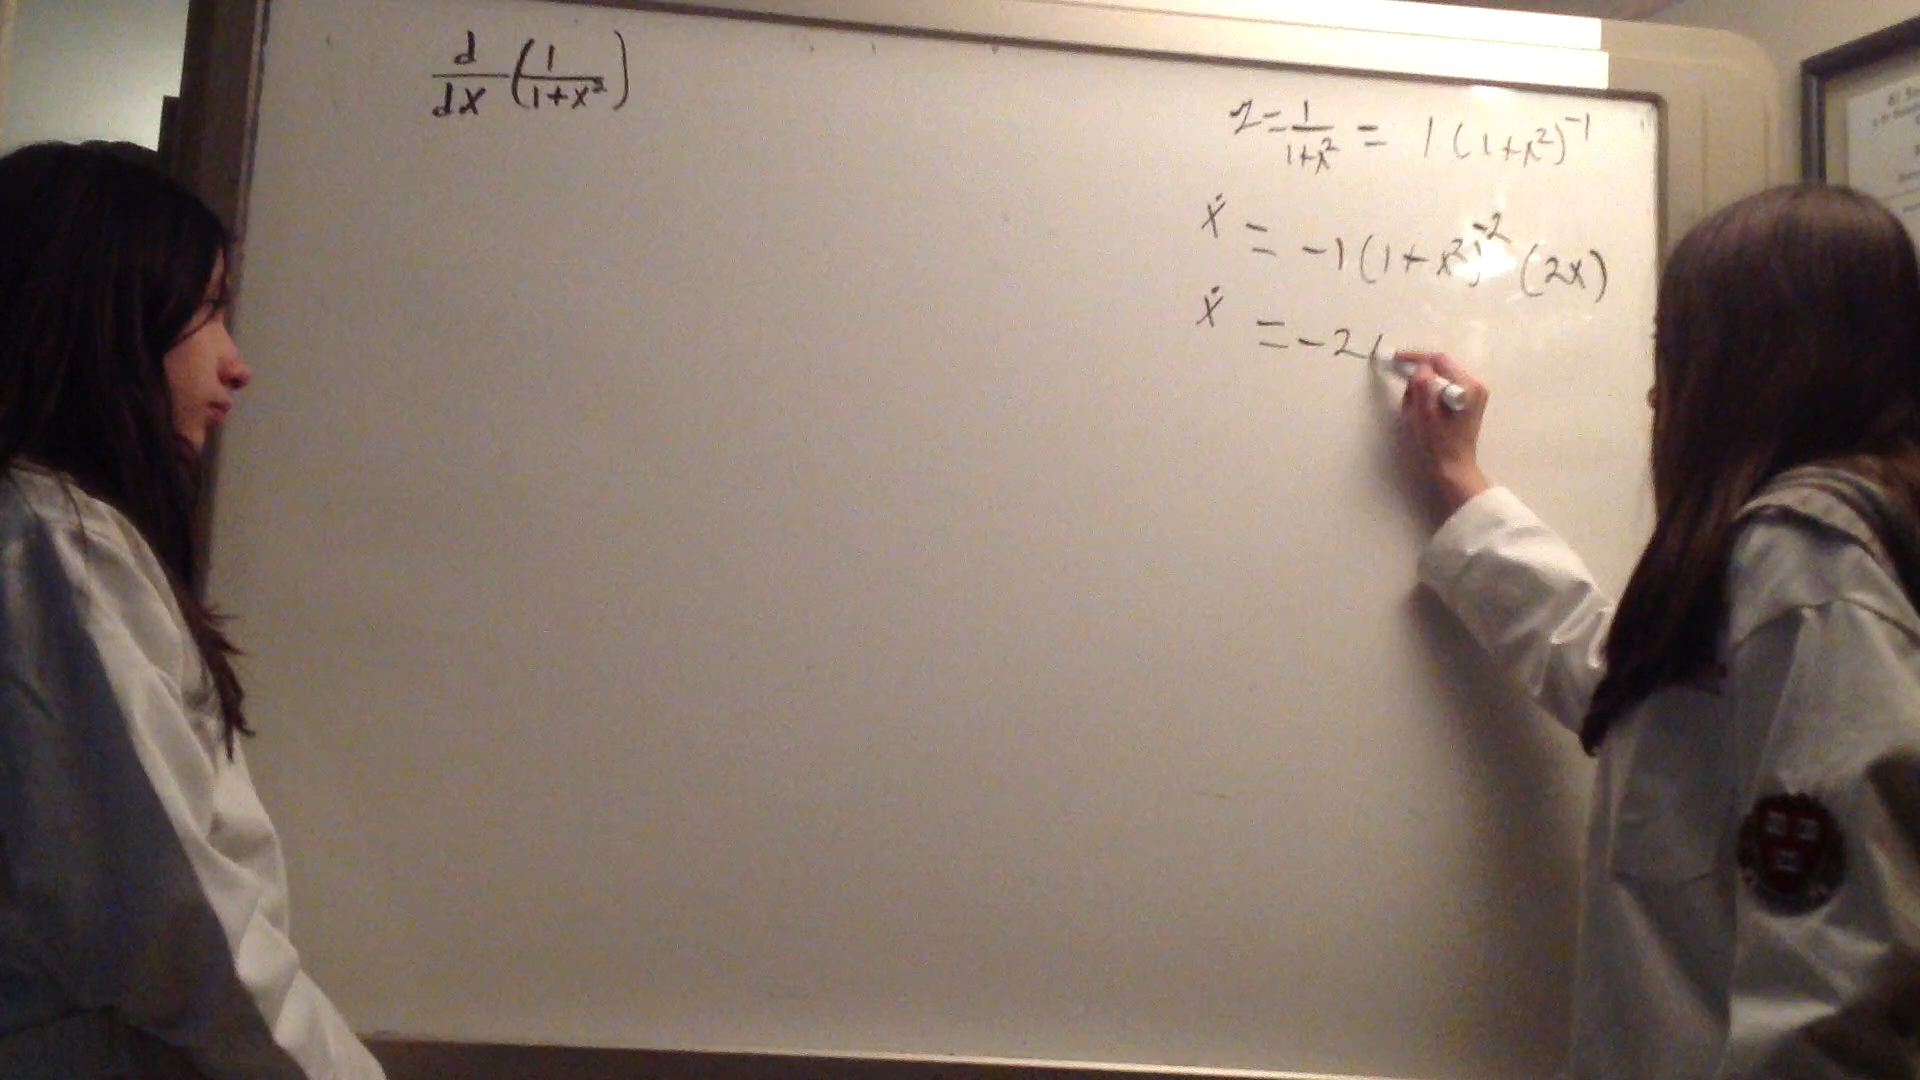 d/dx (1/(1+x²))
y = 1/(1+x²) = 1(1+x²)⁻¹
ẋ = -1(1+x²)⁻² (2x)
ẋ = -2(